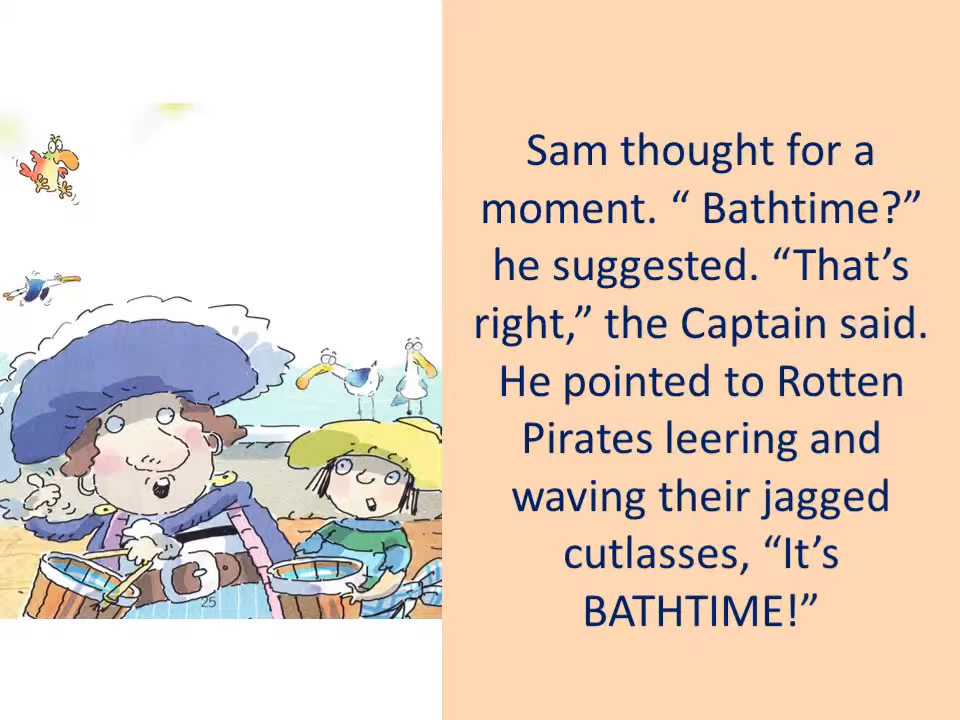 Sam thought for a
moment. “ Bathtime?”
he suggested. “That’s
right,” the Captain said.
He pointed to Rotten
Pirates leering and
waving their jagged
cutlasses, “It’s
BATHTIME!”
25